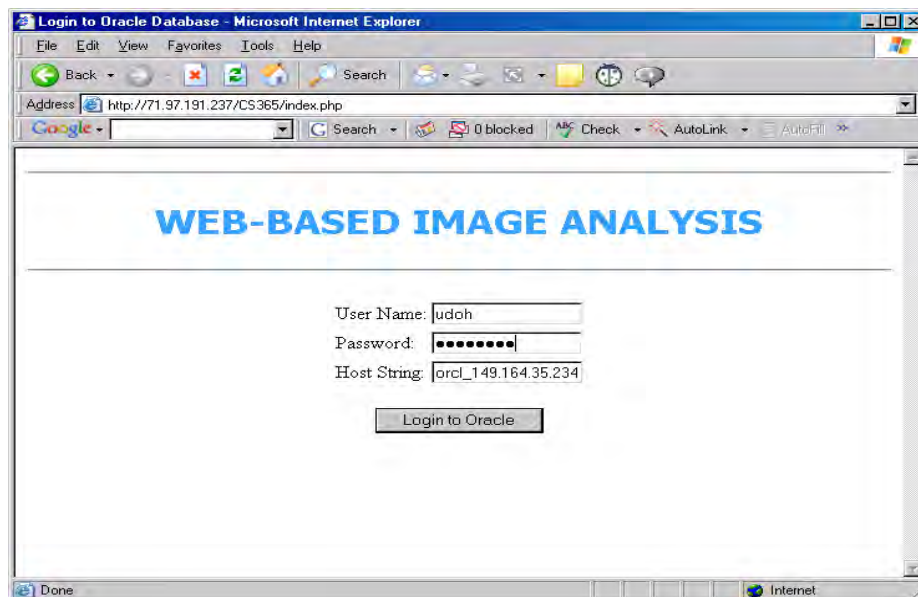 Login to Oracle Database - Microsoft Internet Explorer
File Edit View Favorites Tools Help
Back Search
Address http://71.97.191.237/CS365/index.php
Google Search 0 blocked ABC Check AutoLink AutoFill
WEB-BASED IMAGE ANALYSIS
User Name: udoh
Password: ●●●●●●●●
Host String: orcl_149.164.35.234
Login to Oracle
Done Internet